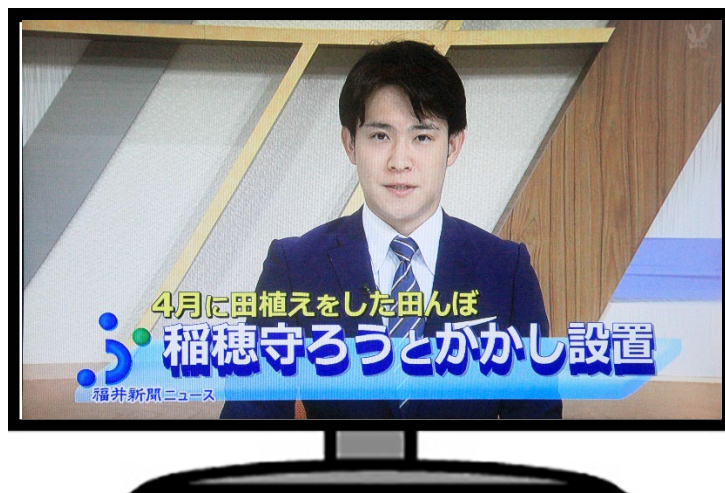 4月に田植えをした田んぼ
稲穂守ろうとかかし設置
福井新聞ニュース